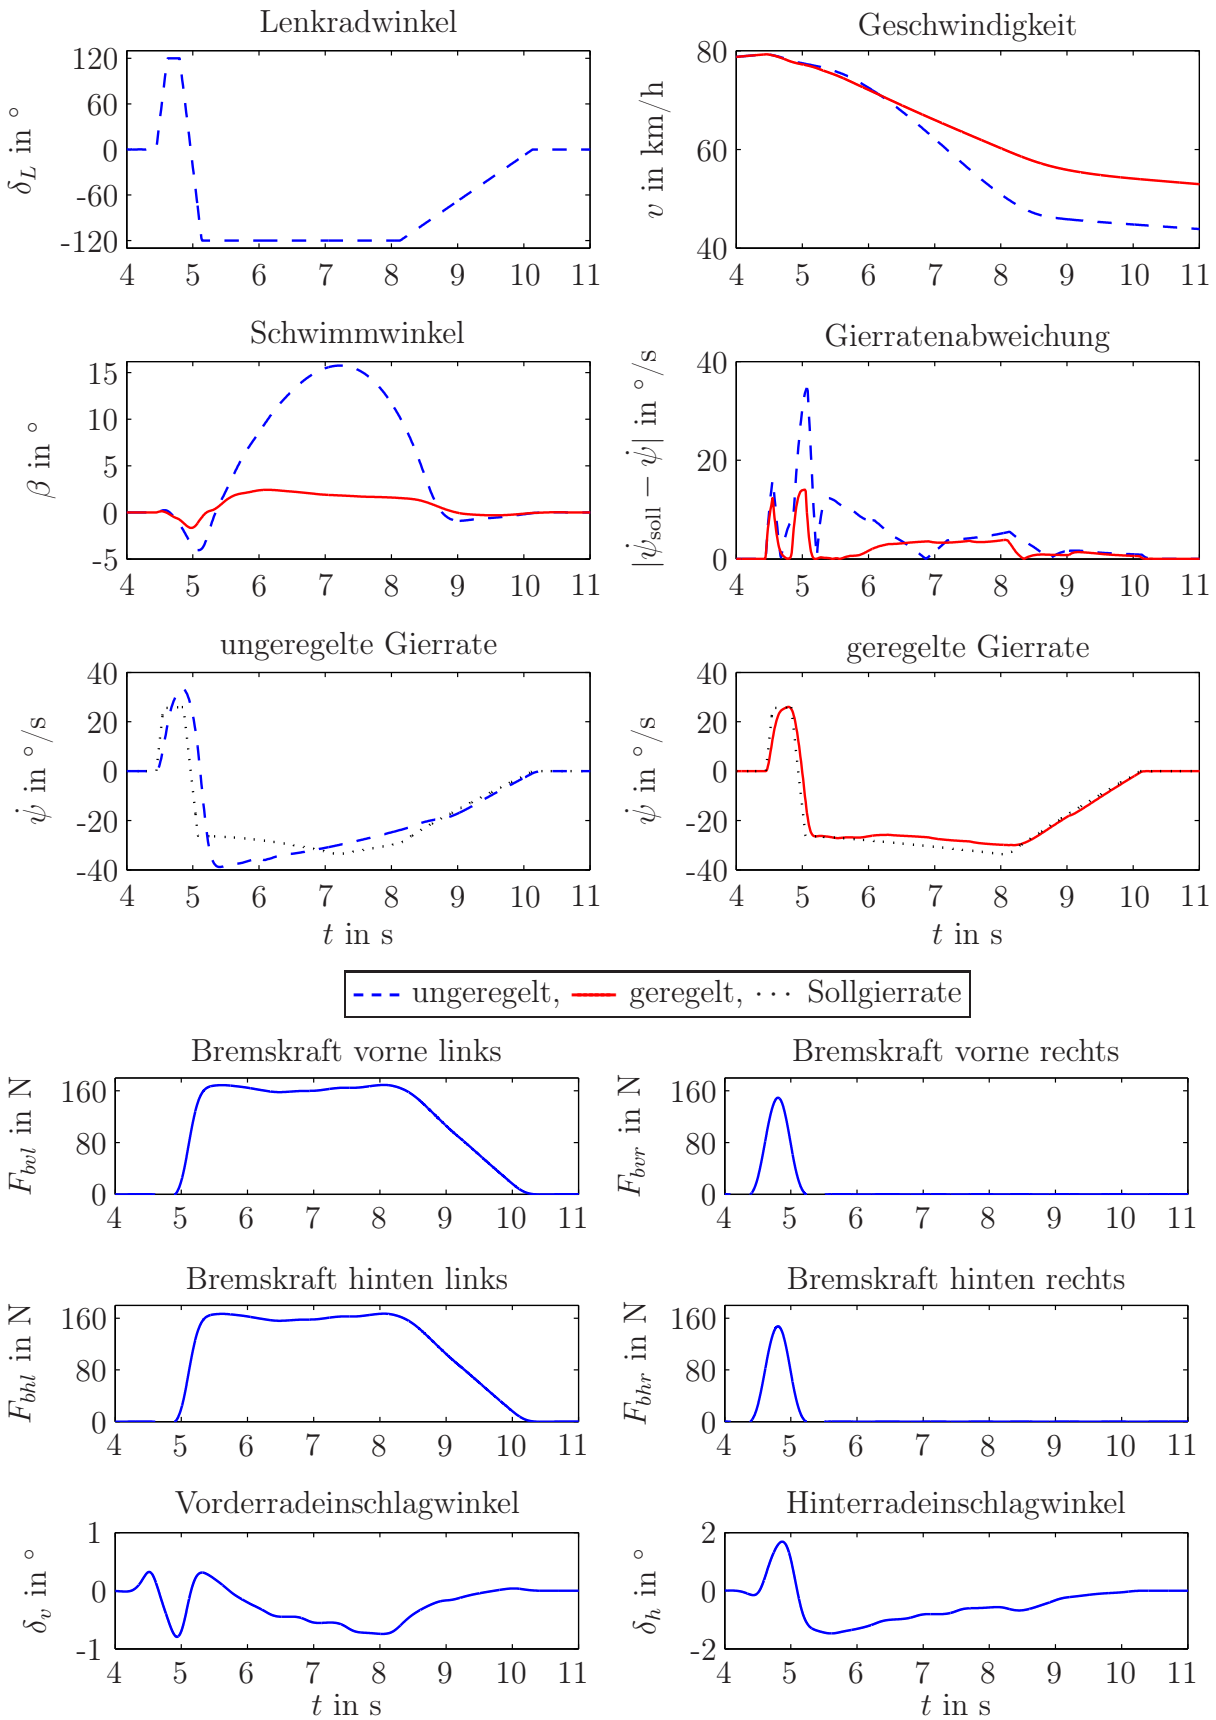 Lenkradwinkel
120
60
0
-60
-120
δ_L in °
4 5 6 7 8 9 10 11
Geschwindigkeit
80
60
40
v in km/h
4 5 6 7 8 9 10 11
Schwimmwinkel
15
10
5
0
-5
β in °
4 5 6 7 8 9 10 11
Gierratenabweichung
40
20
0
|ψ̇_soll − ψ̇| in °/s
4 5 6 7 8 9 10 11
ungeregelte Gierrate
40
20
0
-20
-40
ψ̇ in °/s
4 5 6 7 8 9 10 11
t in s
geregelte Gierrate
40
20
0
-20
-40
ψ̇ in °/s
4 5 6 7 8 9 10 11
t in s
ungeregelt, geregelt, ··· Sollgierrate
Bremskraft vorne links
160
80
0
F_bvl in N
4 5 6 7 8 9 10 11
Bremskraft vorne rechts
160
80
0
F_bvr in N
4 5 6 7 8 9 10 11
Bremskraft hinten links
160
80
0
F_bhl in N
4 5 6 7 8 9 10 11
Bremskraft hinten rechts
160
80
0
F_bhr in N
4 5 6 7 8 9 10 11
Vorderradeinschlagwinkel
1
0
-1
δ_v in °
4 5 6 7 8 9 10 11
t in s
Hinterradeinschlagwinkel
2
0
-2
δ_h in °
4 5 6 7 8 9 10 11
t in s